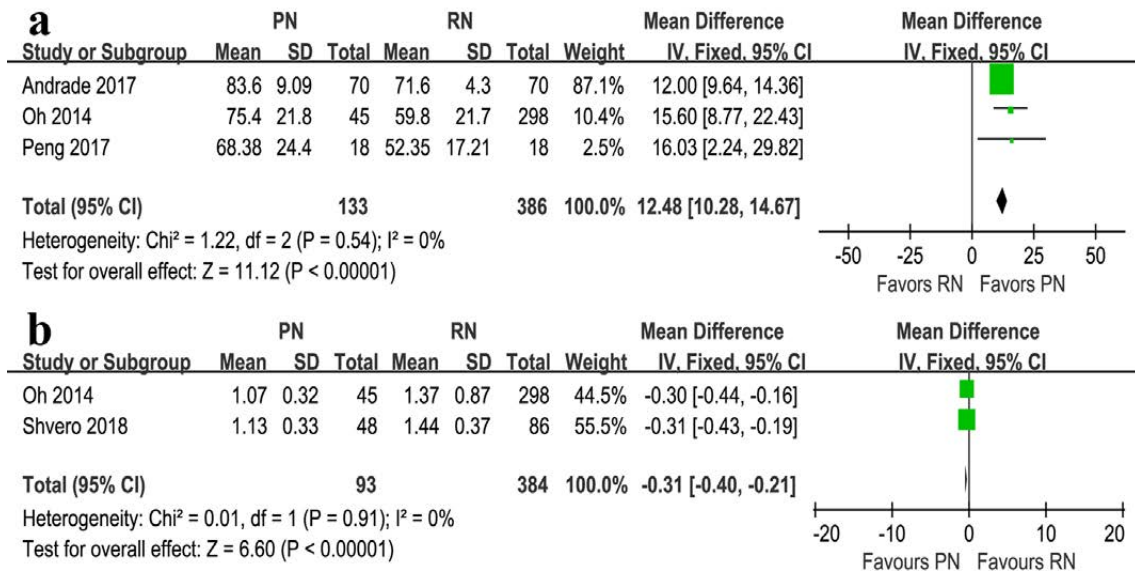 a PN RN Mean Difference Mean Difference
Study or Subgroup Mean SD Total Mean SD Total Weight IV, Fixed, 95% CI IV, Fixed, 95% CI
Andrade 2017 83.6 9.09 70 71.6 4.3 70 87.1% 12.00 [9.64, 14.36]
Oh 2014 75.4 21.8 45 59.8 21.7 298 10.4% 15.60 [8.77, 22.43]
Peng 2017 68.38 24.4 18 52.35 17.21 18 2.5% 16.03 [2.24, 29.82]
Total (95% CI) 133 386 100.0% 12.48 [10.28, 14.67]
Heterogeneity: Chi² = 1.22, df = 2 (P = 0.54); I² = 0%
Test for overall effect: Z = 11.12 (P < 0.00001)
-50 -25 0 25 50
Favors RN Favors PN
b PN RN Mean Difference Mean Difference
Study or Subgroup Mean SD Total Mean SD Total Weight IV, Fixed, 95% CI IV, Fixed, 95% CI
Oh 2014 1.07 0.32 45 1.37 0.87 298 44.5% -0.30 [-0.44, -0.16]
Shvero 2018 1.13 0.33 48 1.44 0.37 86 55.5% -0.31 [-0.43, -0.19]
Total (95% CI) 93 384 100.0% -0.31 [-0.40, -0.21]
Heterogeneity: Chi² = 0.01, df = 1 (P = 0.91); I² = 0%
Test for overall effect: Z = 6.60 (P < 0.00001)
-20 -10 0 10 20
Favours PN Favours RN